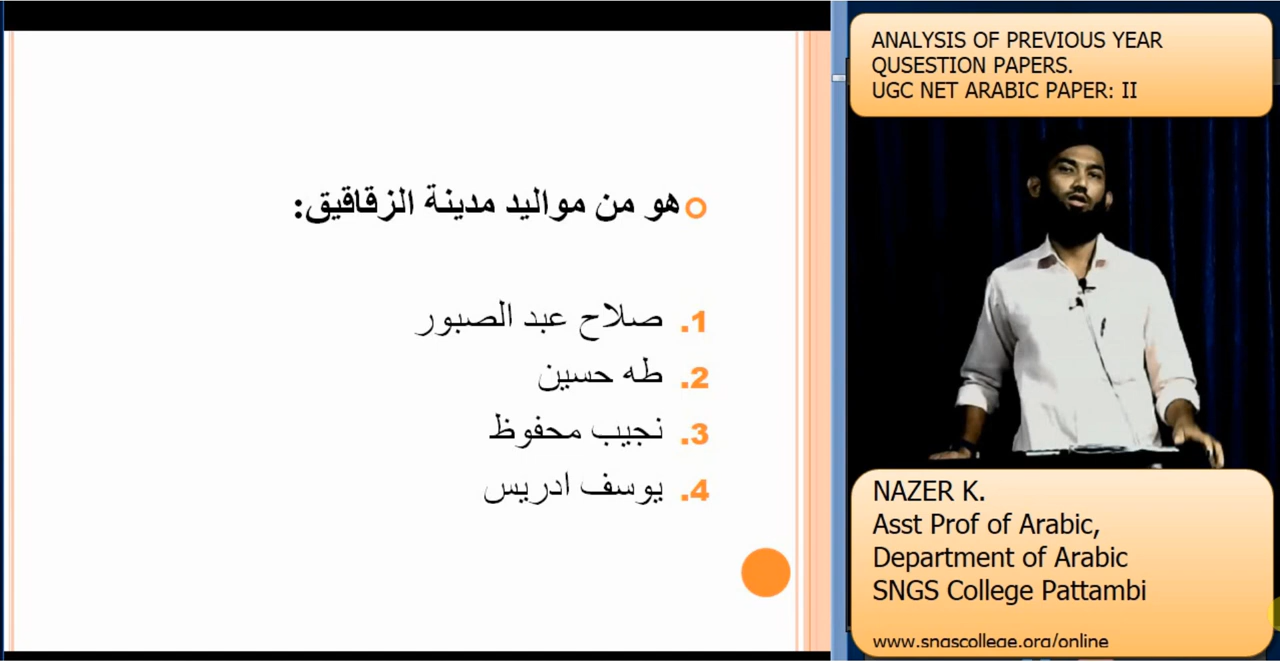 هو من مواليد مدينة الزقاقيق:
1. صلاح عبد الصبور
2. طه حسين
3. نجيب محفوظ
4. يوسف ادريس
ANALYSIS OF PREVIOUS YEAR
QUSESTION PAPERS.
UGC NET ARABIC PAPER: II
NAZER K.
Asst Prof of Arabic,
Department of Arabic
SNGS College Pattambi
www.sngscollege.org/online